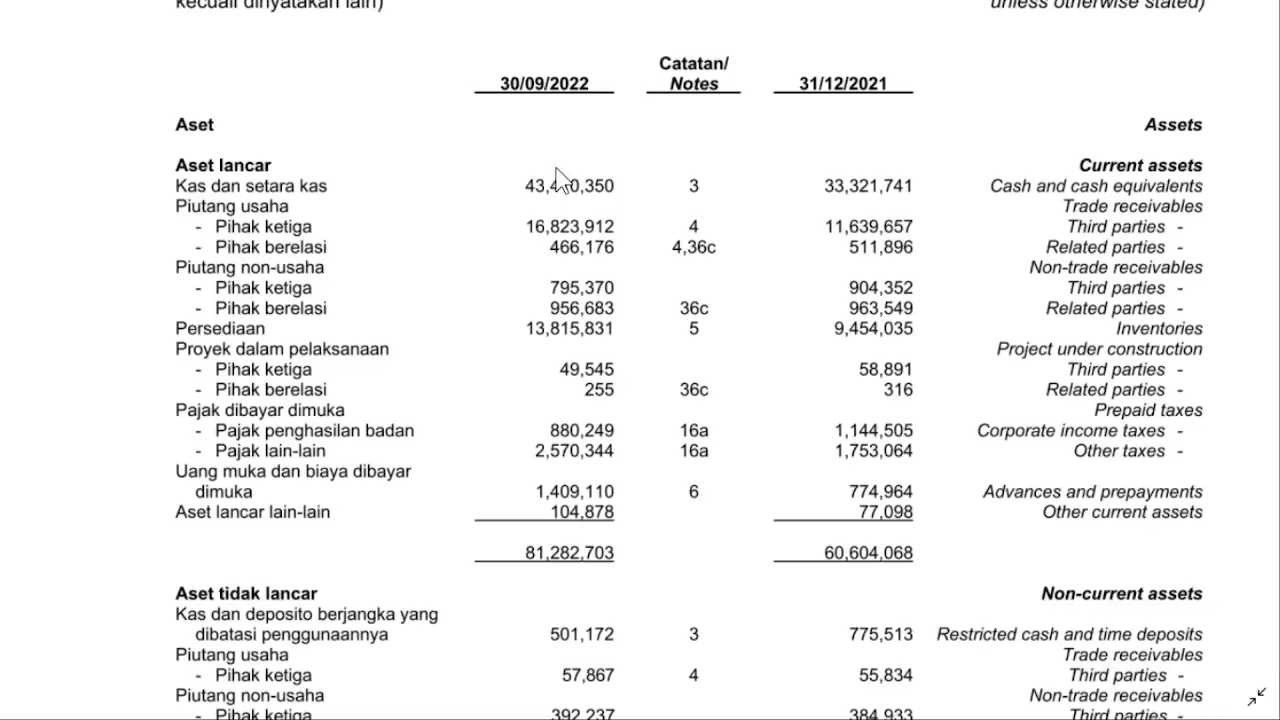 kecuali dinyatakan lain) unless otherwise stated)
Catatan/
30/09/2022 Notes 31/12/2021
Aset Assets
Aset lancar Current assets
Kas dan setara kas 3 33,321,741 Cash and cash equivalents
Piutang usaha Trade receivables
- Pihak ketiga 16,823,912 4 11,639,657 Third parties -
- Pihak berelasi 466,176 4,36c 511,896 Related parties -
Piutang non-usaha Non-trade receivables
- Pihak ketiga 795,370 904,352 Third parties -
- Pihak berelasi 956,683 36c 963,549 Related parties -
Persediaan 13,815,831 5 9,454,035 Inventories
Proyek dalam pelaksanaan Project under construction
- Pihak ketiga 49,545 58,891 Third parties -
- Pihak berelasi 255 36c 316 Related parties -
Pajak dibayar dimuka Prepaid taxes
- Pajak penghasilan badan 880,249 16a 1,144,505 Corporate income taxes -
- Pajak lain-lain 2,570,344 16a 1,753,064 Other taxes -
Uang muka dan biaya dibayar
dimuka 1,409,110 6 774,964 Advances and prepayments
Aset lancar lain-lain 104,878 77,098 Other current assets
81,282,703 60,604,068
Aset tidak lancar Non-current assets
Kas dan deposito berjangka yang
dibatasi penggunaannya 501,172 3 775,513 Restricted cash and time deposits
Piutang usaha Trade receivables
- Pihak ketiga 57,867 4 55,834 Third parties -
Piutang non-usaha Non-trade receivables
- Pihak ketiga 392,237 384,933 Third parties -